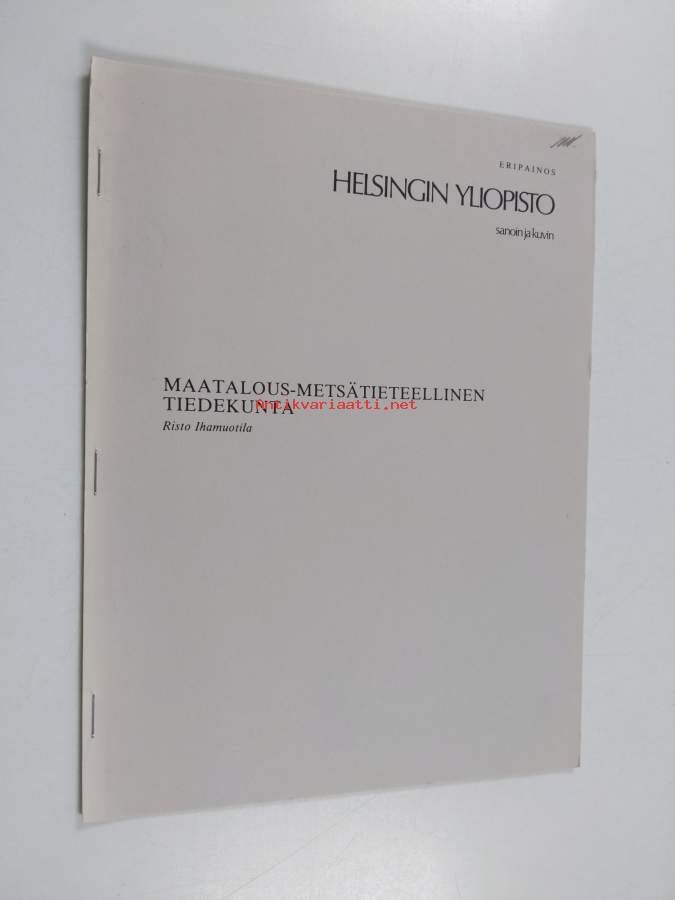 ERIPAINOS
HELSINGIN YLIOPISTO
sanoin ja kuvin
MAATALOUS-METSÄTIETEELLINEN
TIEDEKUNTA
Antikvariaatti.net
Risto Ihamuotila